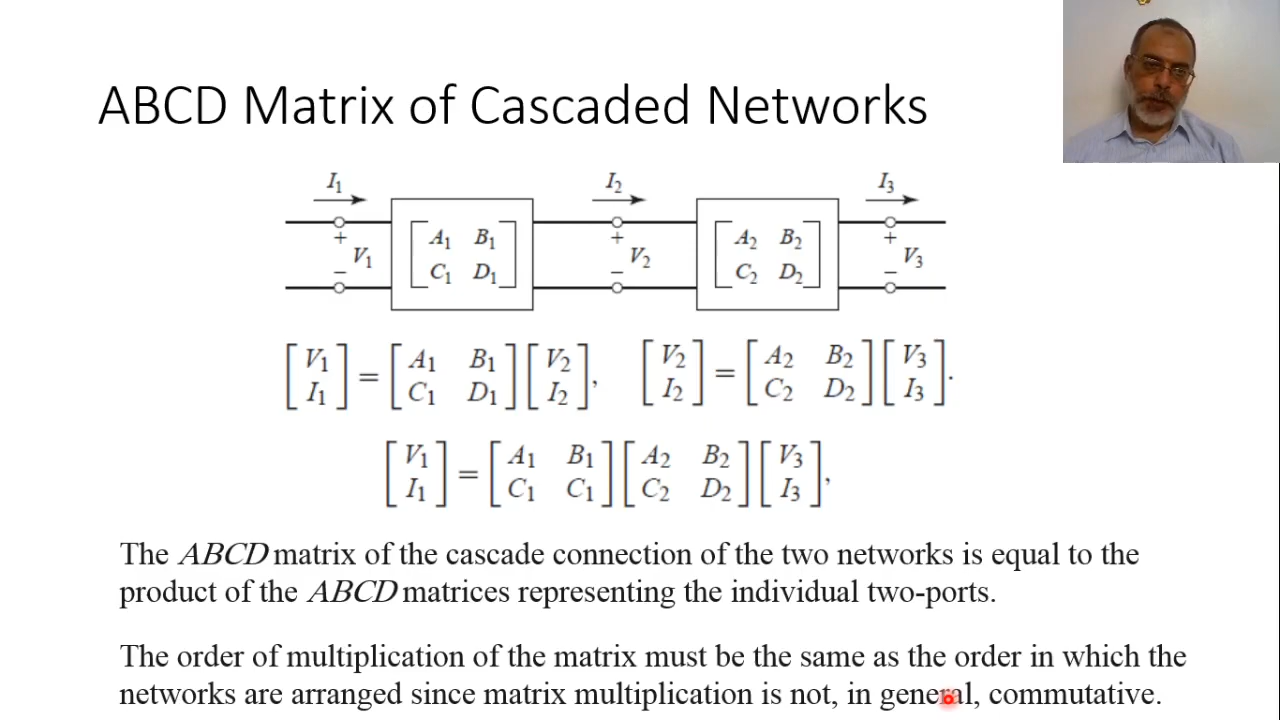 ABCD Matrix of Cascaded Networks
I₁ I₂ I₃
+ + +
V₁ [A₁ B₁ V₂ [A₂ B₂ V₃
C₁ D₁] C₂ D₂]
− − −
[V₁ I₁] = [A₁ B₁ C₁ D₁] [V₂ I₂], [V₂ I₂] = [A₂ B₂ C₂ D₂] [V₃ I₃].
[V₁ I₁] = [A₁ B₁ C₁ C₁] [A₂ B₂ C₂ D₂] [V₃ I₃],
The ABCD matrix of the cascade connection of the two networks is equal to the
product of the ABCD matrices representing the individual two-ports.
The order of multiplication of the matrix must be the same as the order in which the
networks are arranged since matrix multiplication is not, in general, commutative.